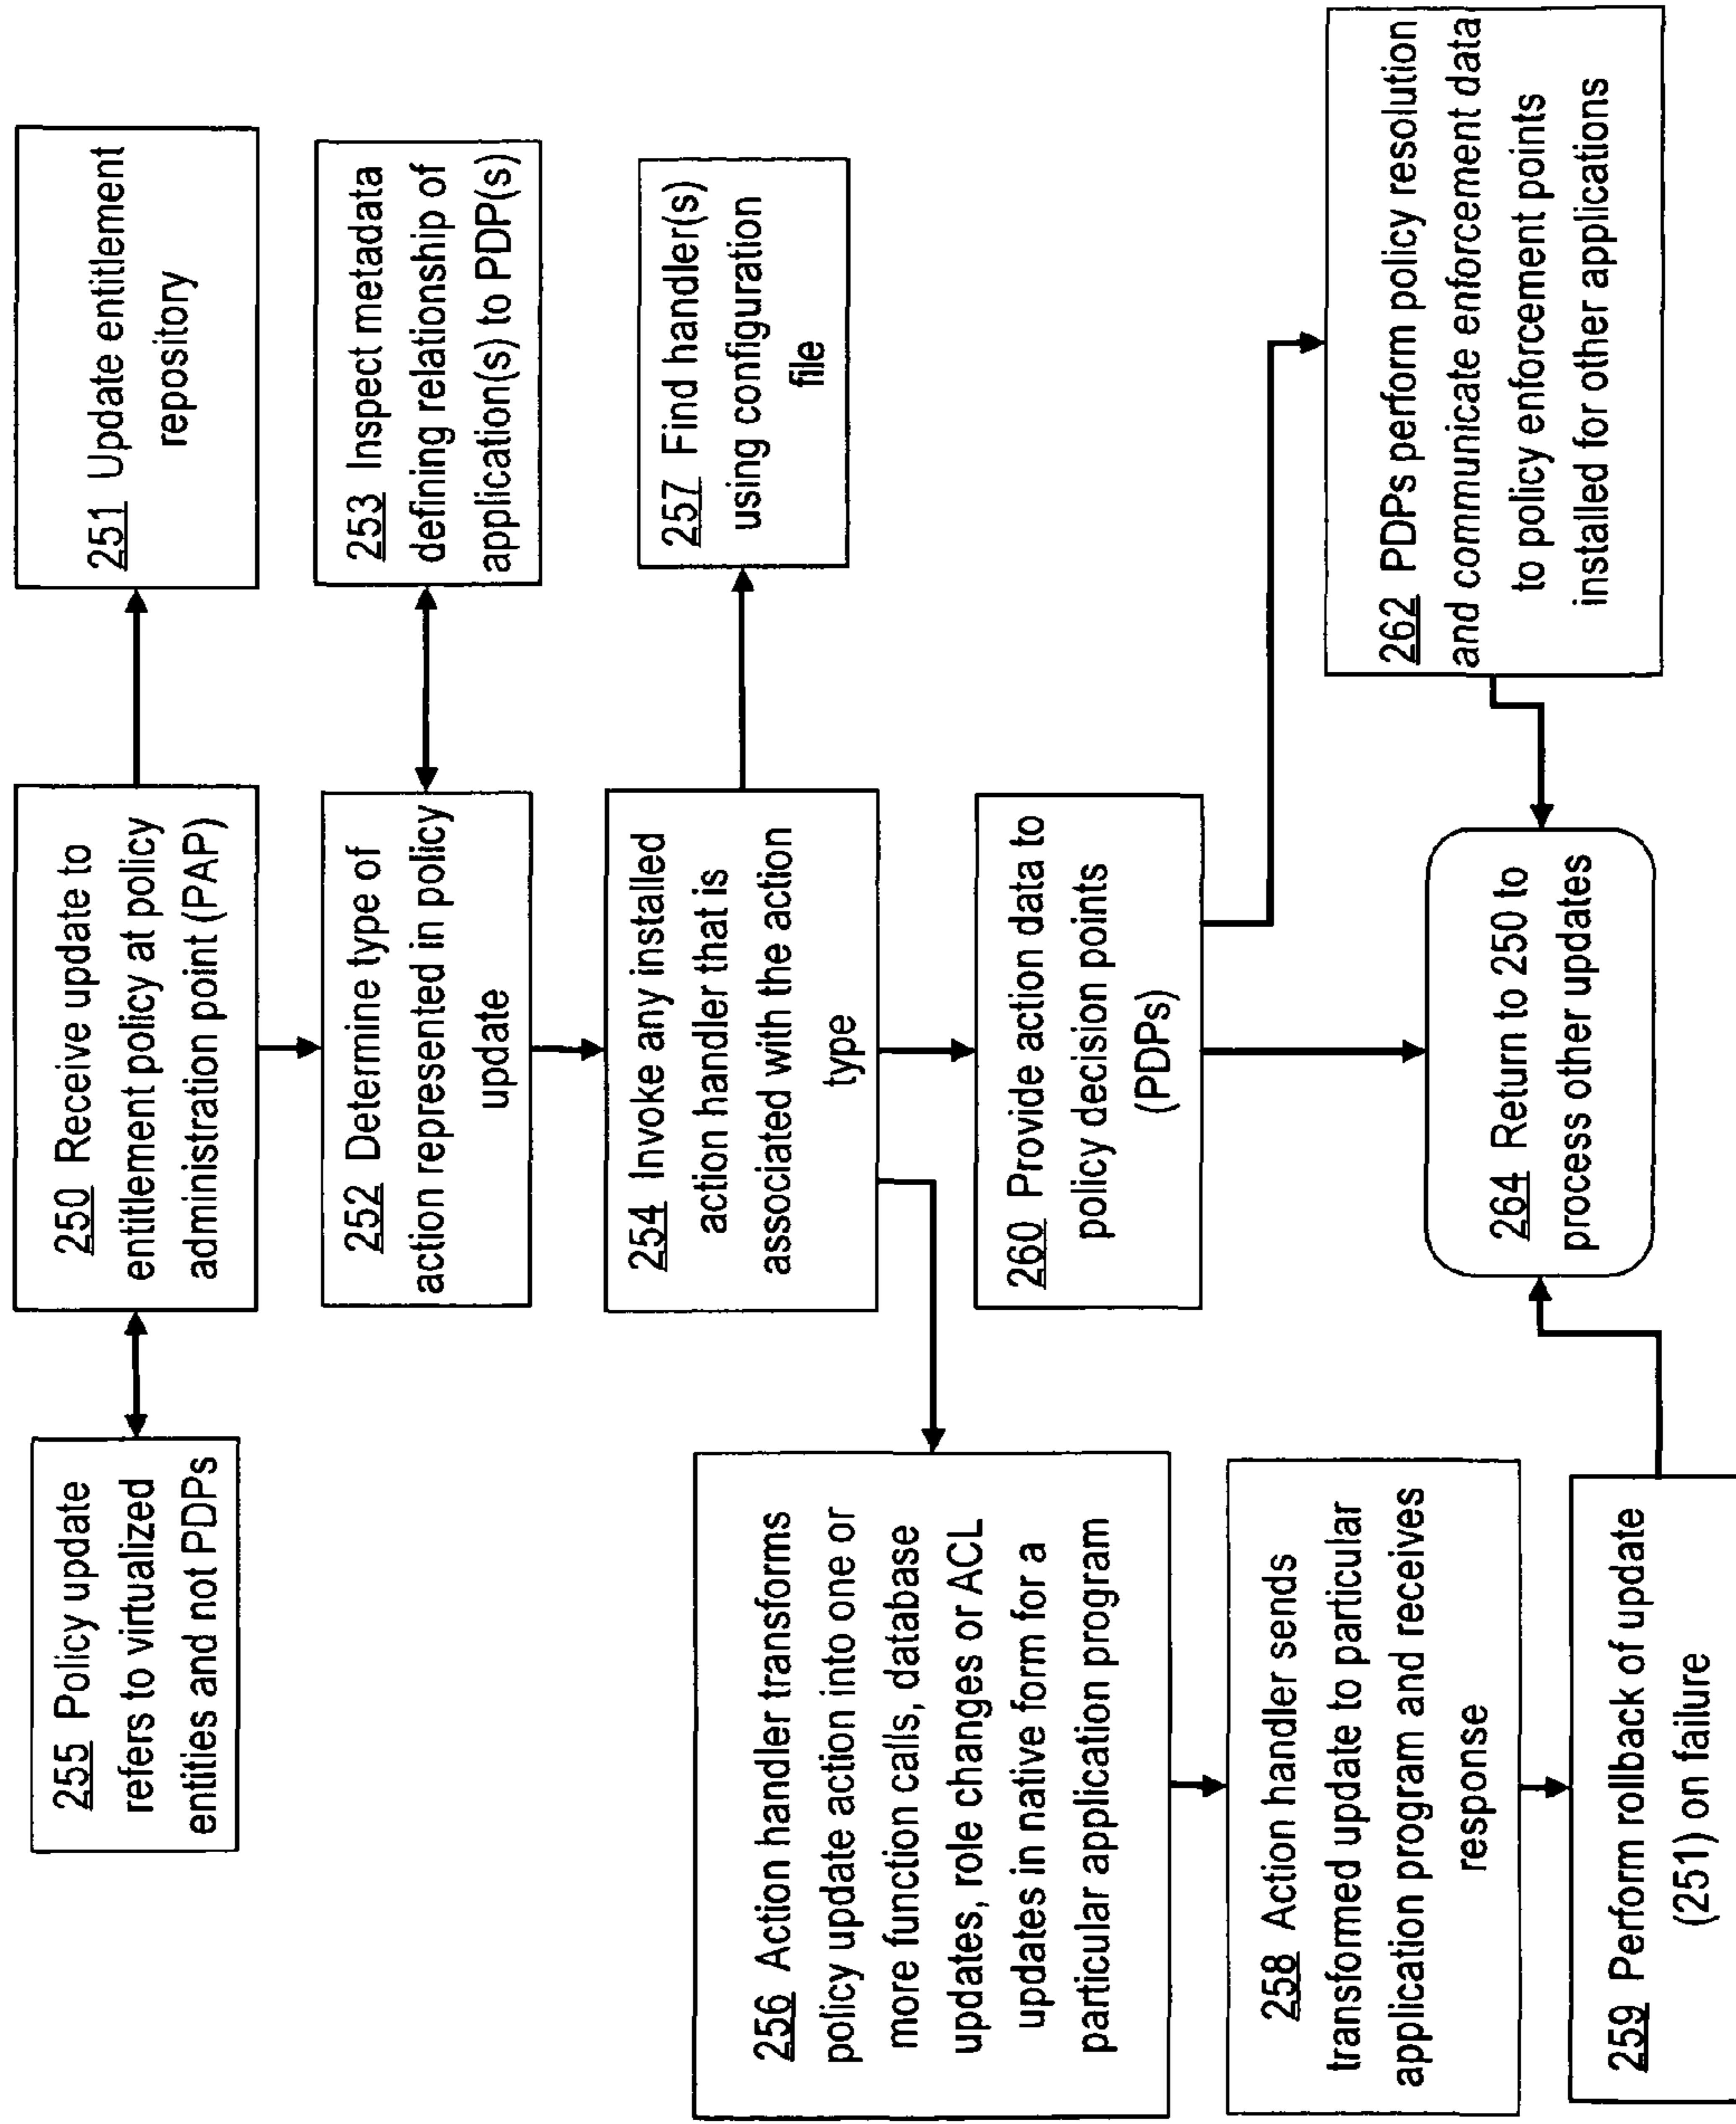 255 Policy update
refers to virtualized
entities and not PDPs
250 Receive update to
entitlement policy at policy
administration point (PAP)
251 Update entitlement
repository
252 Determine type of
action represented in policy
update
253 Inspect metadata
defining relationship of
application(s) to PDP(s)
254 Invoke any installed
action handler that is
associated with the action
type
257 Find handler(s)
using configuration
file
256 Action handler transforms
policy update action into one or
more function calls, database
updates, role changes or ACL
updates in native form for a
particular application program
260 Provide action data to
policy decision points
(PDPs)
258 Action handler sends
transformed update to particular
application program and receives
response
262 PDPs perform policy resolution
and communicate enforcement data
to policy enforcement points
installed for other applications
259 Perform rollback of update
(251) on failure
264 Return to 250 to
process other updates